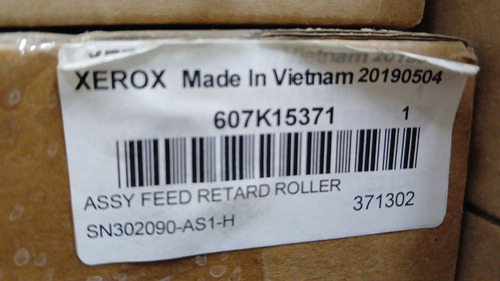 XEROX Made In Vietnam 20190504
607K15371 1
ASSY FEED RETARD ROLLER
SN302090-AS1-H 371302